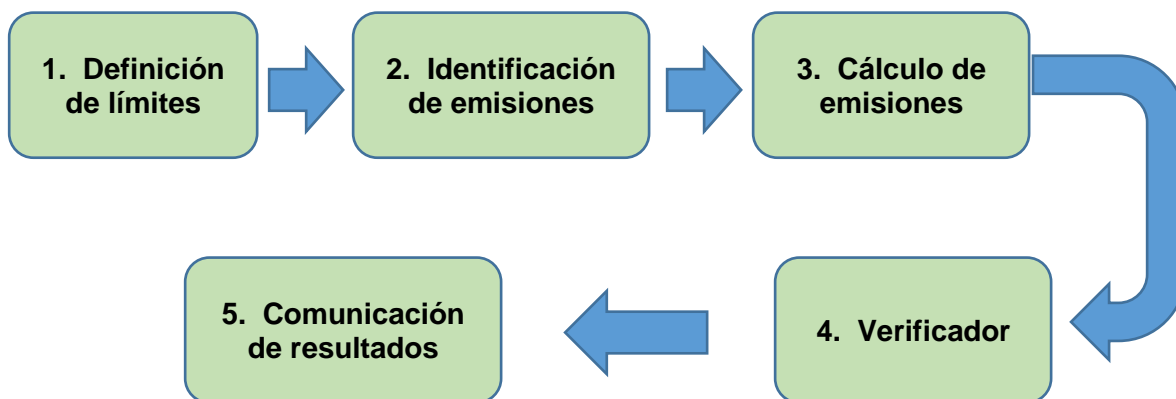 1. Definición
de límites
2. Identificación
de emisiones
3. Cálculo de
emisiones
4. Verificador
5. Comunicación
de resultados